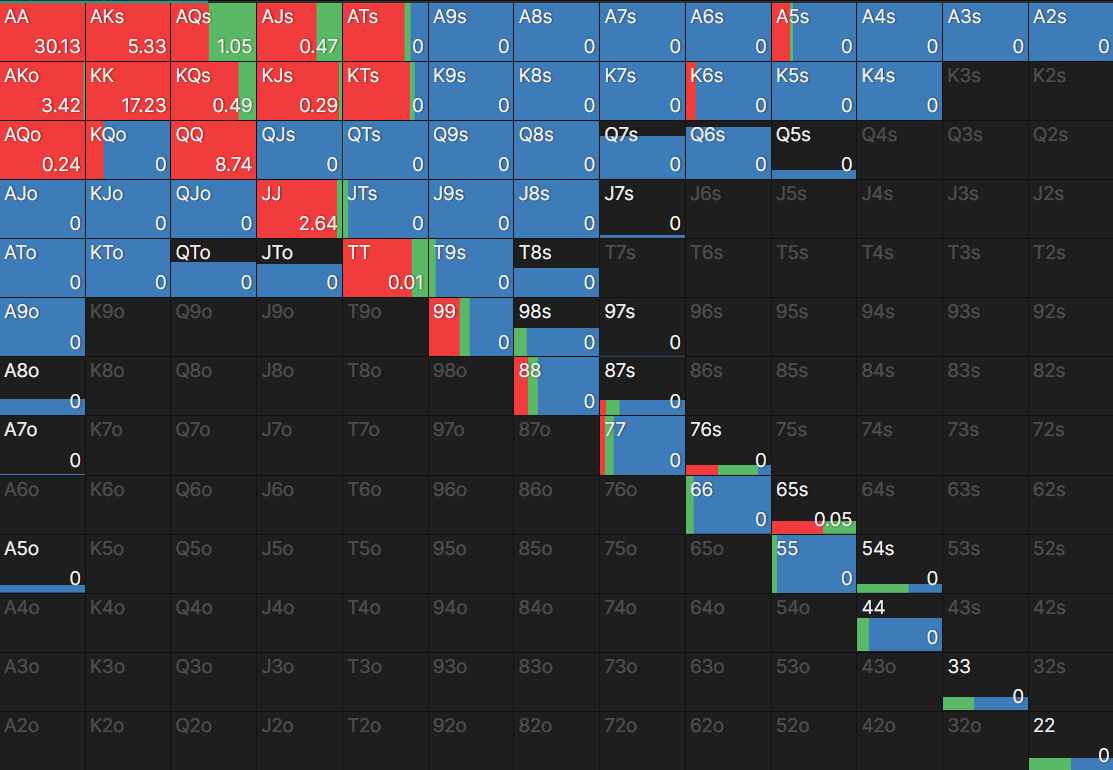 AA AKs AQs AJs ATs A9s A8s A7s A6s A5s A4s A3s A2s
30.13 5.33 1.05 0.47 0 0 0 0 0 0 0 0 0
AKo KK KQs KJs KTs K9s K8s K7s K6s K5s K4s K3s K2s
3.42 17.23 0.49 0.29 0 0 0 0 0 0 0
AQo KQo QQ QJs QTs Q9s Q8s Q7s Q6s Q5s Q4s Q3s Q2s
0.24 0 8.74 0 0 0 0 0 0 0
AJo KJo QJo JJ JTs J9s J8s J7s J6s J5s J4s J3s J2s
0 0 0 2.64 0 0 0 0
ATo KTo QTo JTo TT T9s T8s T7s T6s T5s T4s T3s T2s
0 0 0 0 0.01 0 0
A9o K9o Q9o J9o T9o 99 98s 97s 96s 95s 94s 93s 92s
0 0 0 0
A8o K8o Q8o J8o T8o 98o 88 87s 86s 85s 84s 83s 82s
0 0 0
A7o K7o Q7o J7o T7o 97o 87o 77 76s 75s 74s 73s 72s
0 0 0
A6o K6o Q6o J6o T6o 96o 86o 76o 66 65s 64s 63s 62s
0 0.05
A5o K5o Q5o J5o T5o 95o 85o 75o 65o 55 54s 53s 52s
0 0 0
A4o K4o Q4o J4o T4o 94o 84o 74o 64o 54o 44 43s 42s
0
A3o K3o Q3o J3o T3o 93o 83o 73o 63o 53o 43o 33 32s
0
A2o K2o Q2o J2o T2o 92o 82o 72o 62o 52o 42o 32o 22
0